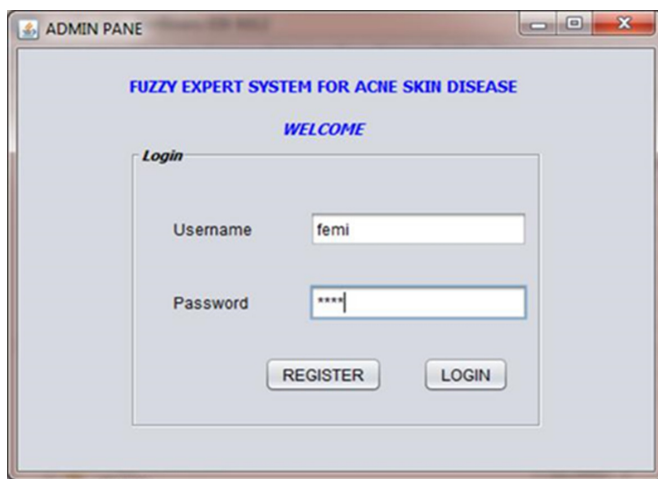 ADMIN PANE
FUZZY EXPERT SYSTEM FOR ACNE SKIN DISEASE
WELCOME
Login
Username femi
Password ****
REGISTER LOGIN